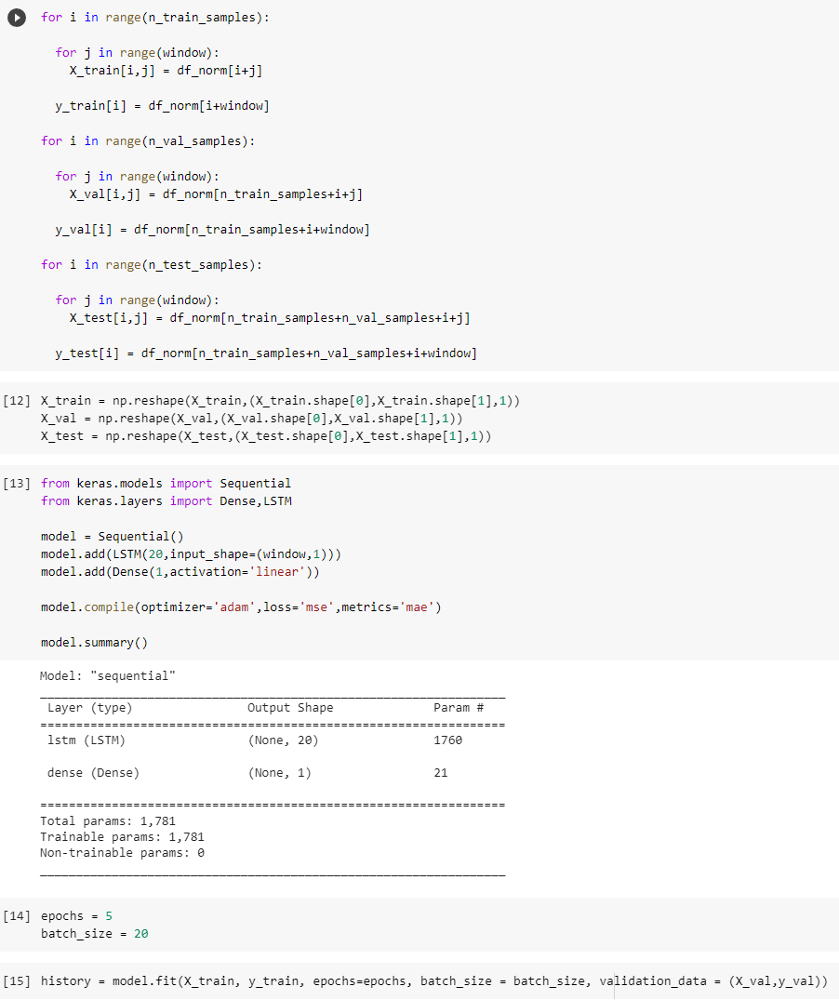 for i in range(n_train_samples):
for j in range(window):
X_train[i,j] = df_norm[i+j]
y_train[i] = df_norm[i+window]
for i in range(n_val_samples):
for j in range(window):
X_val[i,j] = df_norm[n_train_samples+i+j]
y_val[i] = df_norm[n_train_samples+i+window]
for i in range(n_test_samples):
for j in range(window):
X_test[i,j] = df_norm[n_train_samples+n_val_samples+i+j]
y_test[i] = df_norm[n_train_samples+n_val_samples+i+window]
[12] X_train = np.reshape(X_train,(X_train.shape[0],X_train.shape[1],1))
X_val = np.reshape(X_val,(X_val.shape[0],X_val.shape[1],1))
X_test = np.reshape(X_test,(X_test.shape[0],X_test.shape[1],1))
[13] from keras.models import Sequential
from keras.layers import Dense,LSTM
model = Sequential()
model.add(LSTM(20,input_shape=(window,1)))
model.add(Dense(1,activation='linear'))
model.compile(optimizer='adam',loss='mse',metrics='mae')
model.summary()
Model: "sequential"
_________________________________________________________________
Layer (type) Output Shape Param #
=================================================================
lstm (LSTM) (None, 20) 1760
dense (Dense) (None, 1) 21
=================================================================
Total params: 1,781
Trainable params: 1,781
Non-trainable params: 0
_________________________________________________________________
[14] epochs = 5
batch_size = 20
[15] history = model.fit(X_train, y_train, epochs=epochs, batch_size = batch_size, validation_data = (X_val,y_val))